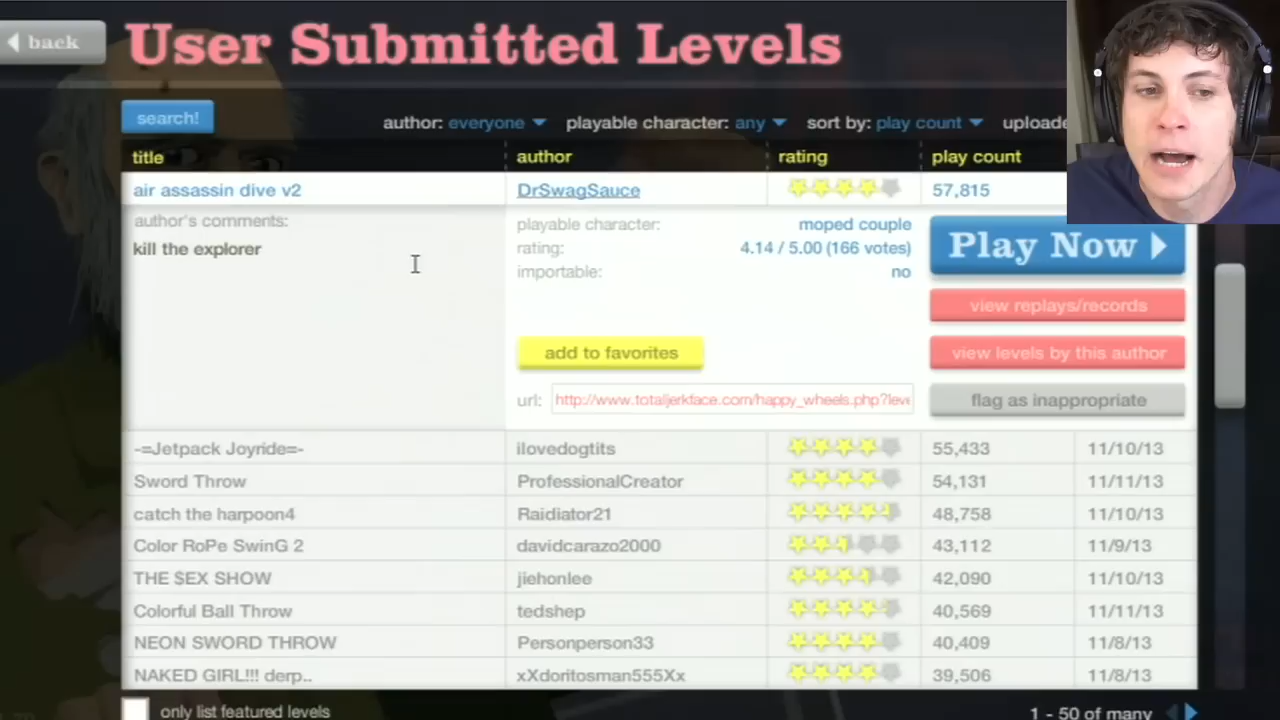 back
User Submitted Levels
search!
author: everyone playable character: any sort by: play count
title author rating play count
air assassin dive v2 DrSwagSauce 57,815
author's comments:
kill the explorer
playable character: moped couple
rating: 4.14 / 5.00 (166 votes)
importable: no
add to favorites
url: http://www.totaljerkface.com/happy_wheels.php?leve
Play Now
view replays/records
view levels by this author
flag as inappropriate
-=Jetpack Joyride=- ilovedogtits 55,433 11/10/13
Sword Throw ProfessionalCreator 54,131 11/11/13
catch the harpoon4 Raidiator21 48,758 11/10/13
Color RoPe SwinG 2 davidcarazo2000 43,112 11/9/13
THE $EX SHOW jiehonlee 42,090 11/10/13
Colorful Ball Throw tedshep 40,569 11/11/13
NEON SWORD THROW Personperson33 40,409 11/8/13
NAKED GIRL!!! derp.. xXdoritosman555Xx 39,506 11/8/13
only list featured levels 1 - 50 of many